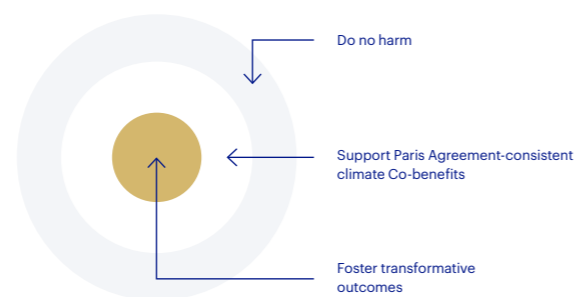 Do no harm
Support Paris Agreement-consistent
climate Co-benefits
Foster transformative
outcomes